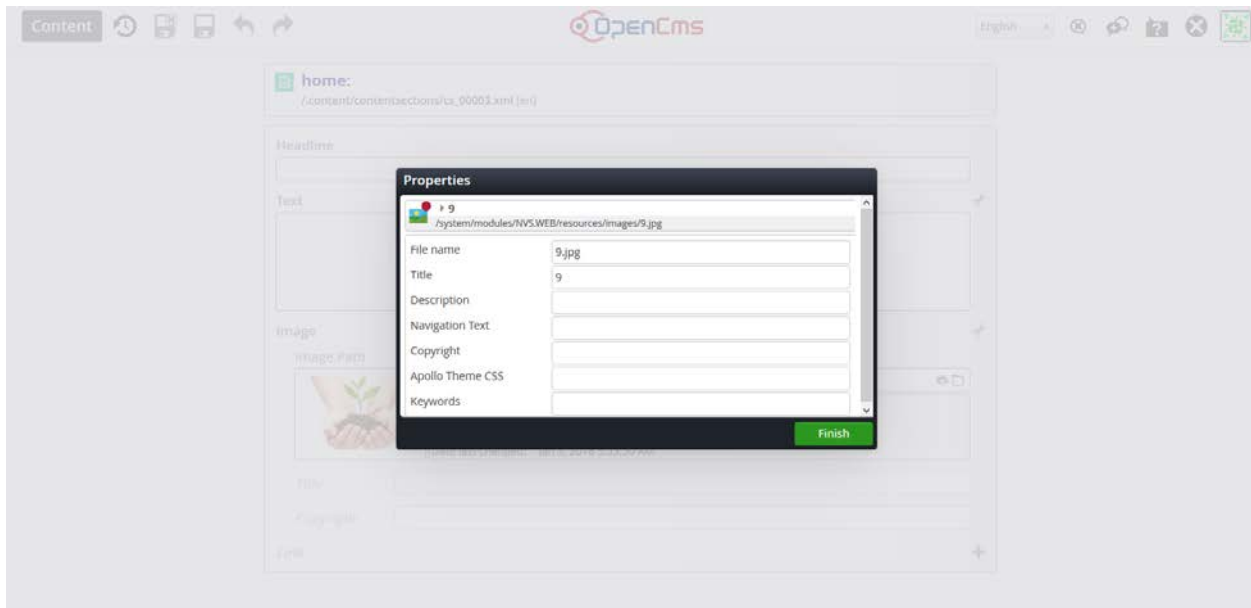 Content
OpenCms
English
home:
/.content/contentsections/cs_00003.xml (en)
Headline
Text
Properties
9
/system/modules/NVS.WEB/resources/images/9.jpg
File name
9.jpg
Title
9
Description
Navigation Text
Copyright
Apollo Theme CSS
Keywords
Finish
Image
Image Path
Title
Copyright
Link